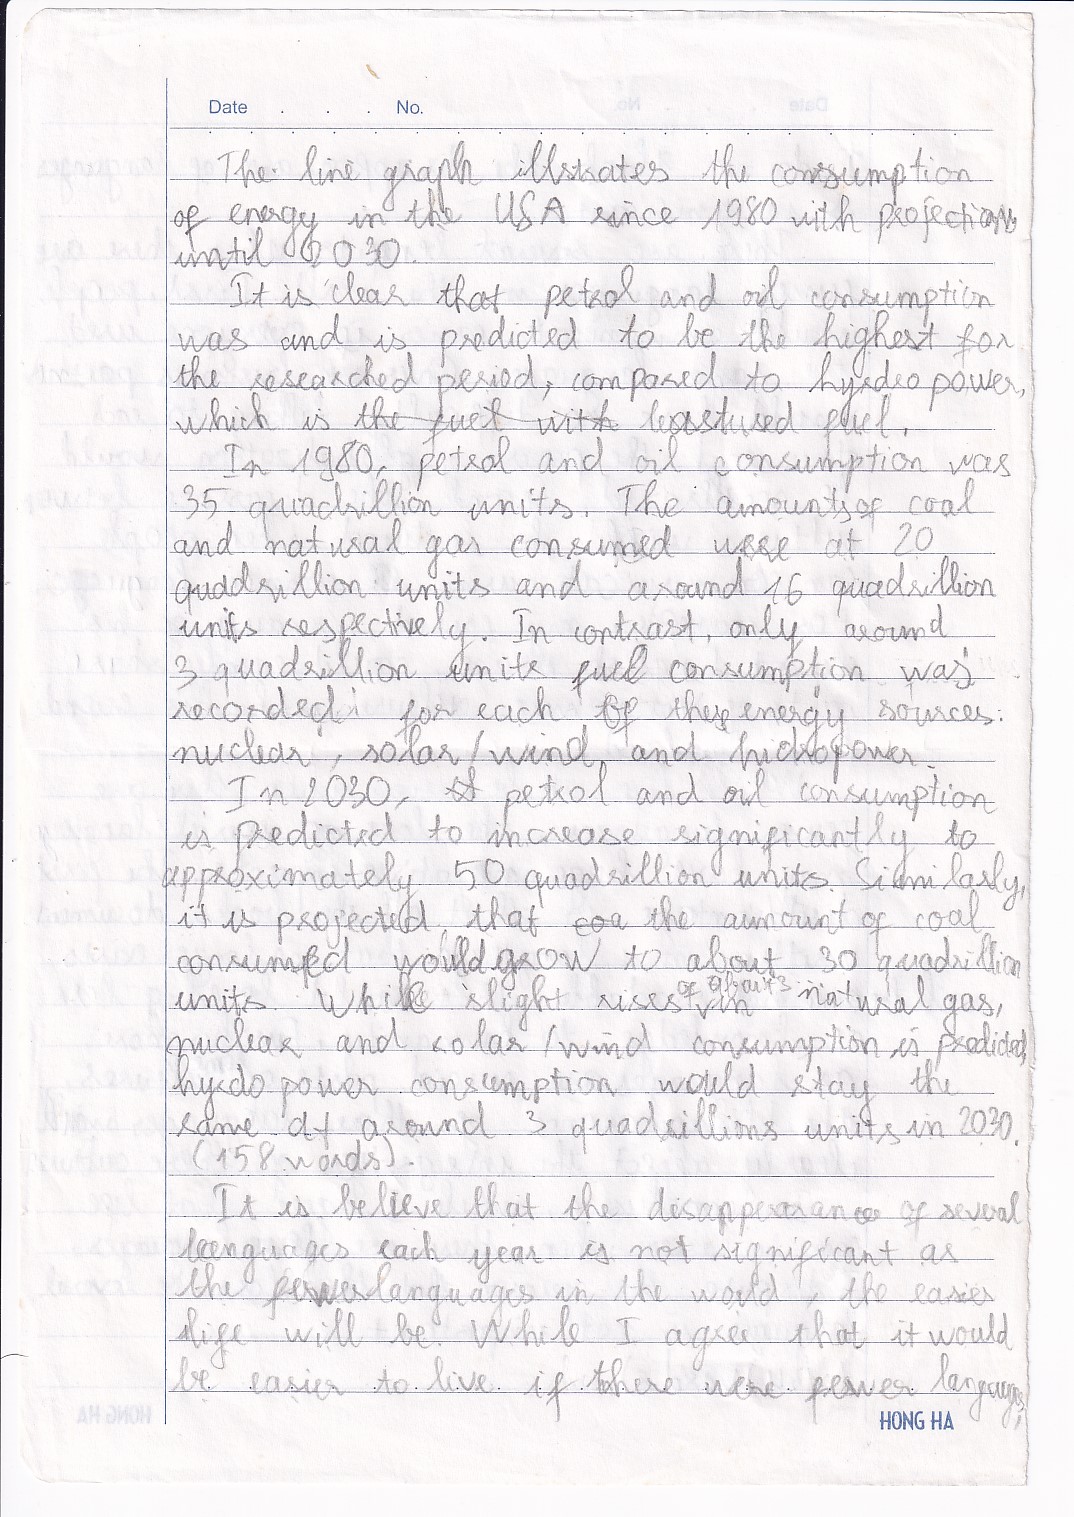 Date . . . No.
The line graph illstrates the consumption
of energy in the USA since 1980 with projections
until 2030.
It is clear that petrol and oil consumption
was and is predicted to be the highest for
the researched period, compared to hyrdro power,
which is the fuel with leastused fuel.
In 1980, petrol and oil consumption was
35 quadrillion units. The amounts of coal
and natural gas consumed were at 20
quadrillion units and around 16 quadrillion
units respectively. In contrast, only around
3 quadrillion units fuel consumption was
recorded for each of these energy sources:
nuclear, solar/wind and hidropower.
In 2030, petrol and oil consumption
is predicted to increase significantly to
approximately 50 quadrillion units. Similarly,
it is projected that coa the amount of coal
consumed would grow to about 30 quadrillion
units. While slight rises in natural gas,
nuclear and solar/wind consumption is predicted,
hyrdo power consumption would stay the
same at around 3 quadrillions units in 2030.
(158 words).
It is believe that the disappearance of several
languages each year is not significant as
the fewer languages in the world, the easier
life will be. While I agree that it would
be easier to live if there were fewer languages,
HONG HA